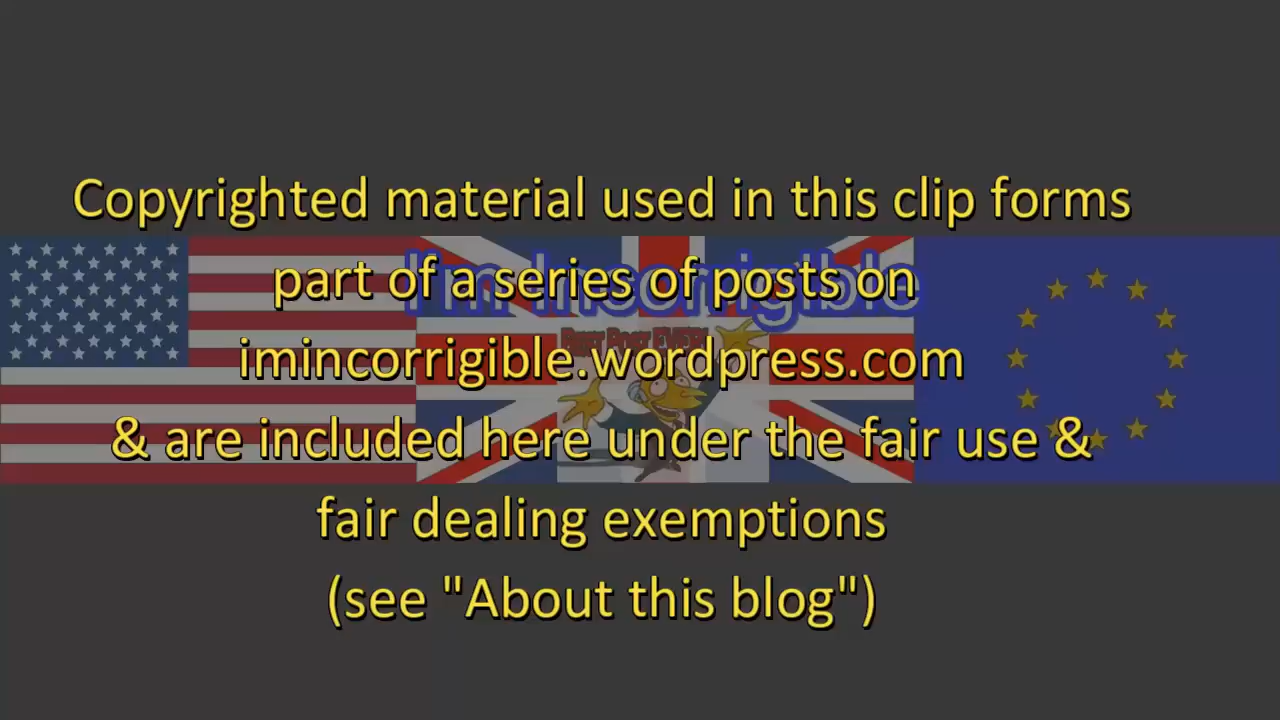 Copyrighted material used in this clip forms
part of a series of posts on
I'm Incorrigible
imincorrigible.wordpress.com
& are included here under the fair use &
fair dealing exemptions
(see "About this blog")